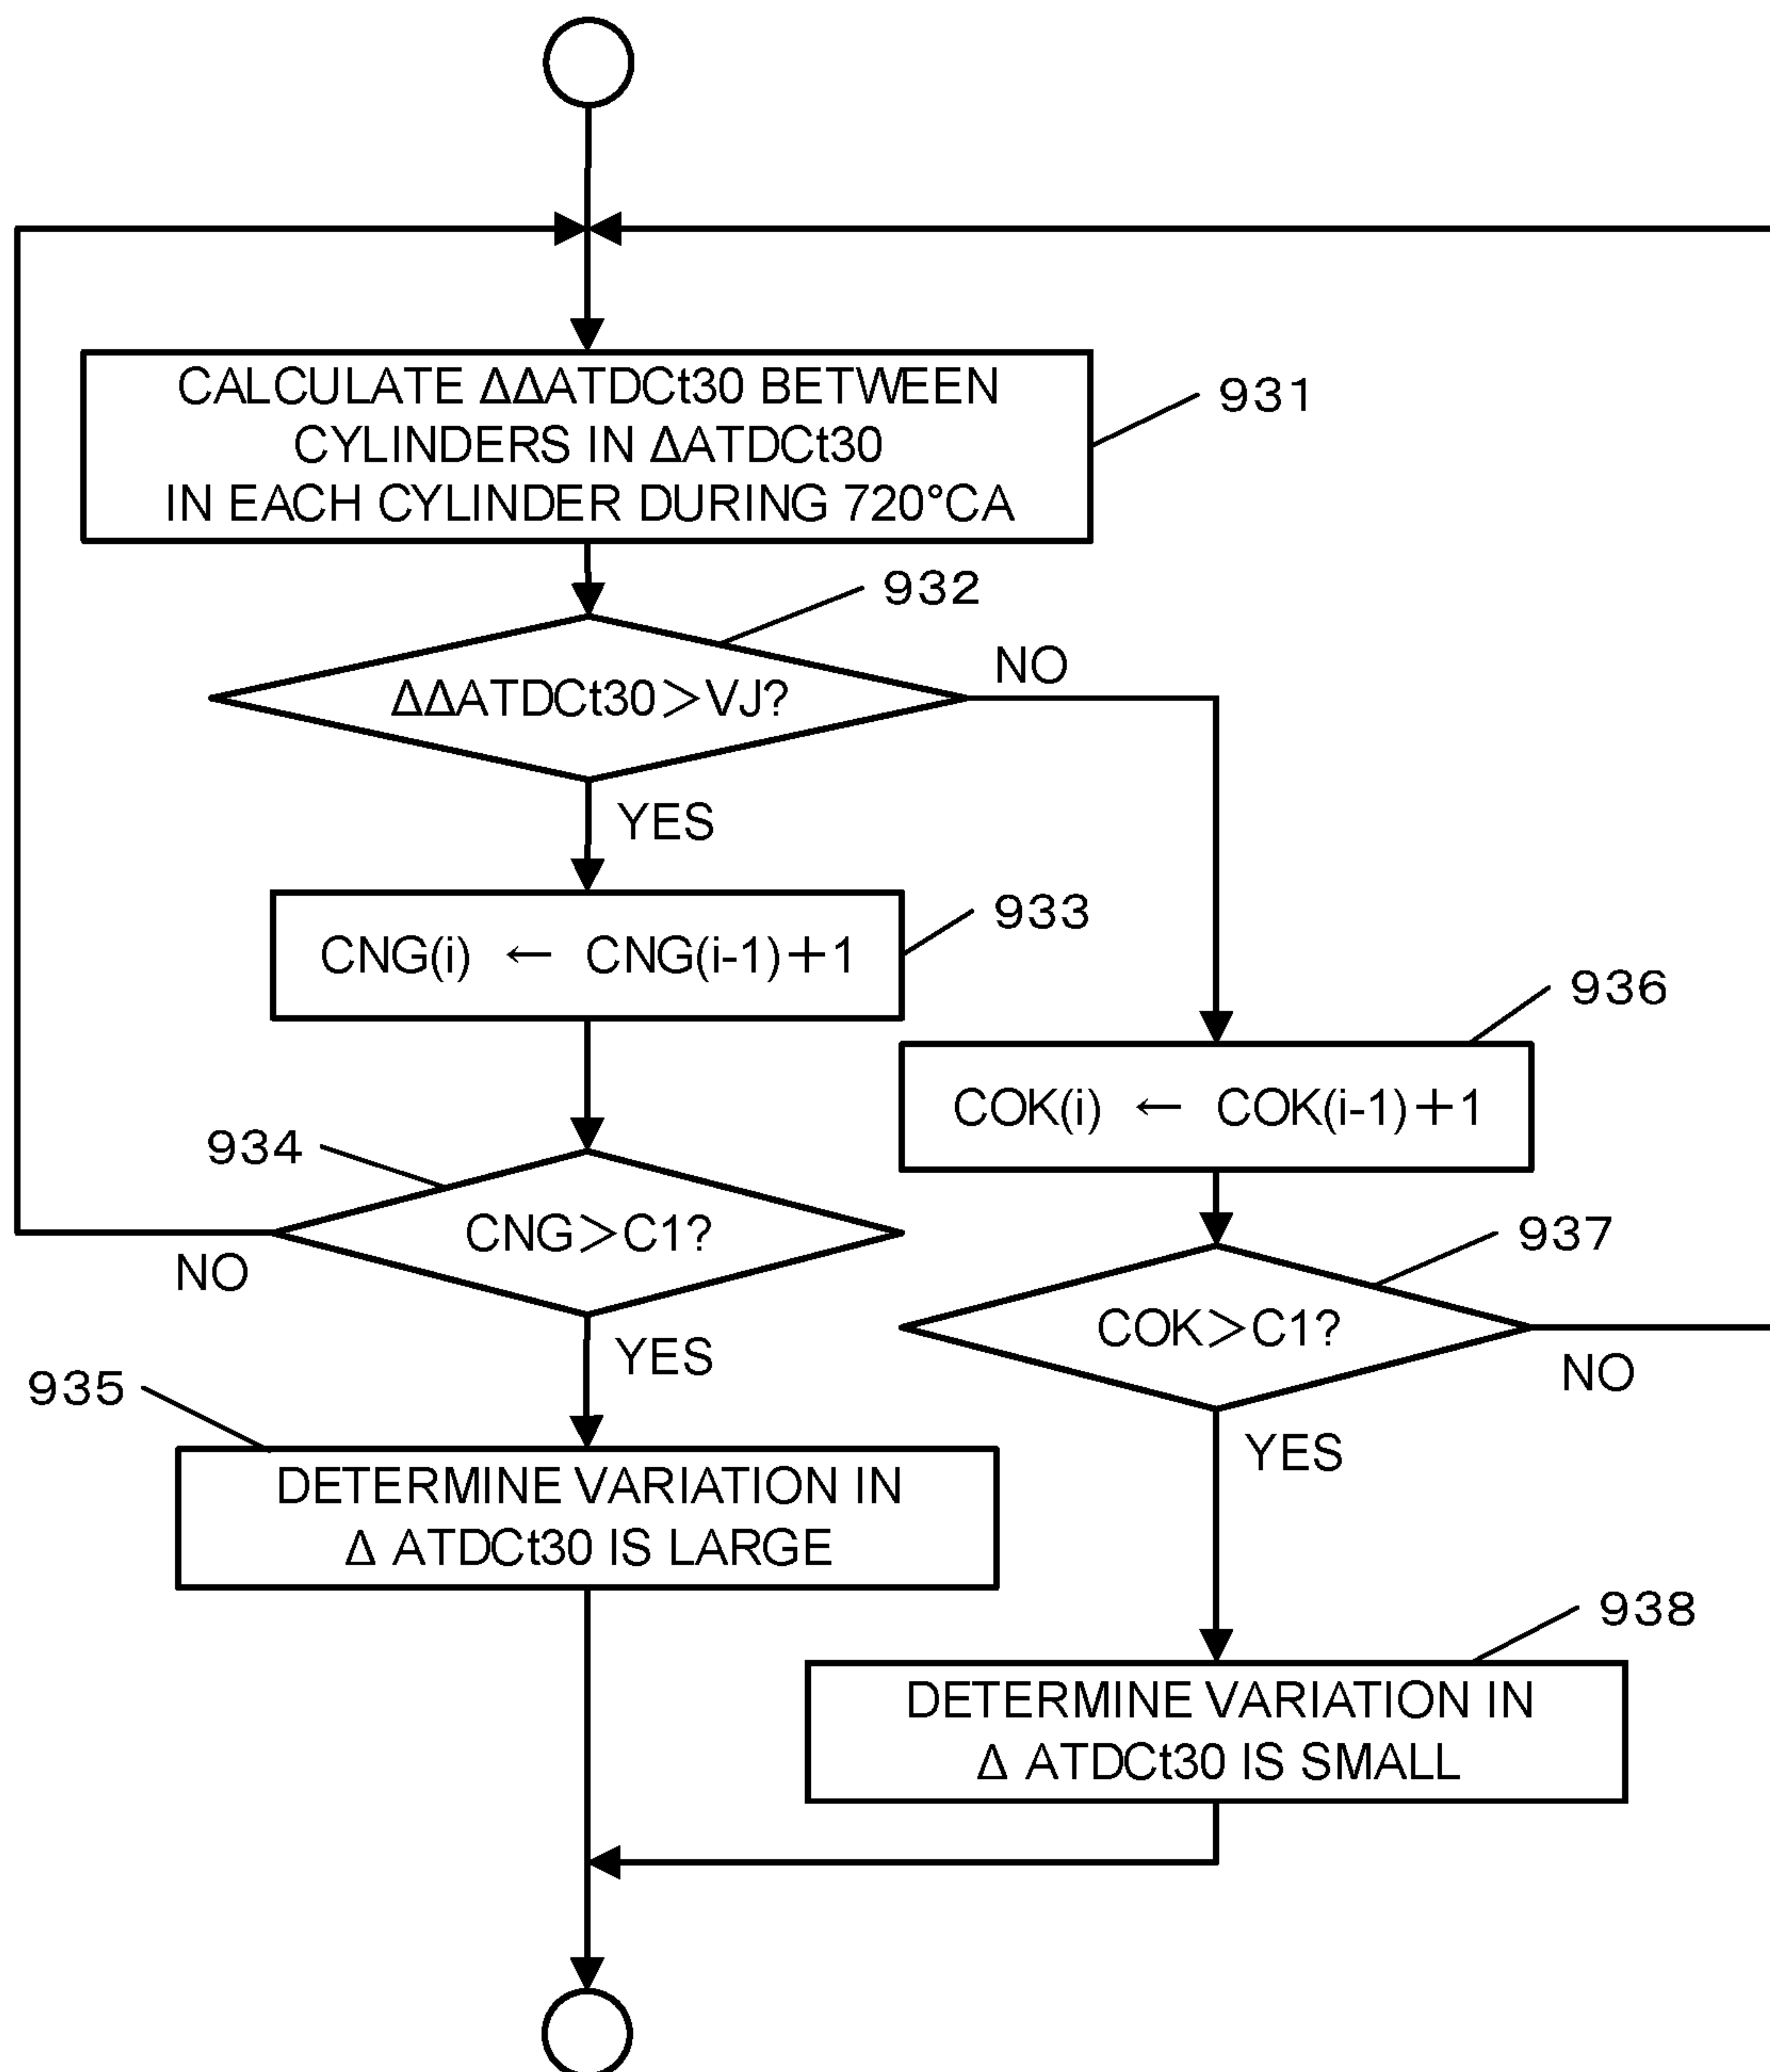 CALCULATE ΔΔATDCt30 BETWEEN
CYLINDERS IN ΔATDCt30
IN EACH CYLINDER DURING 720°CA
931
932
ΔΔATDCt30>VJ?
NO
YES
CNG(i) ← CNG(i-1)+1
933
936
COK(i) ← COK(i-1)+1
934
CNG>C1?
NO
YES
937
COK>C1?
NO
YES
935
DETERMINE VARIATION IN
Δ ATDCt30 IS LARGE
938
DETERMINE VARIATION IN
Δ ATDCt30 IS SMALL